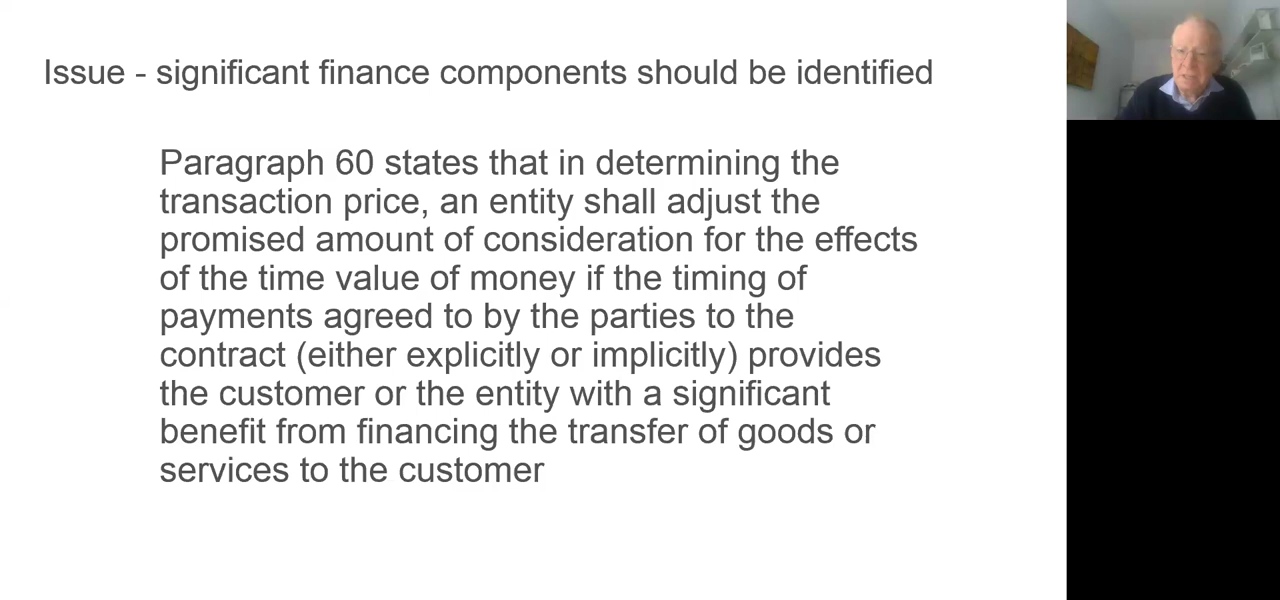 Issue - significant finance components should be identified
Paragraph 60 states that in determining the
transaction price, an entity shall adjust the
promised amount of consideration for the effects
of the time value of money if the timing of
payments agreed to by the parties to the
contract (either explicitly or implicitly) provides
the customer or the entity with a significant
benefit from financing the transfer of goods or
services to the customer